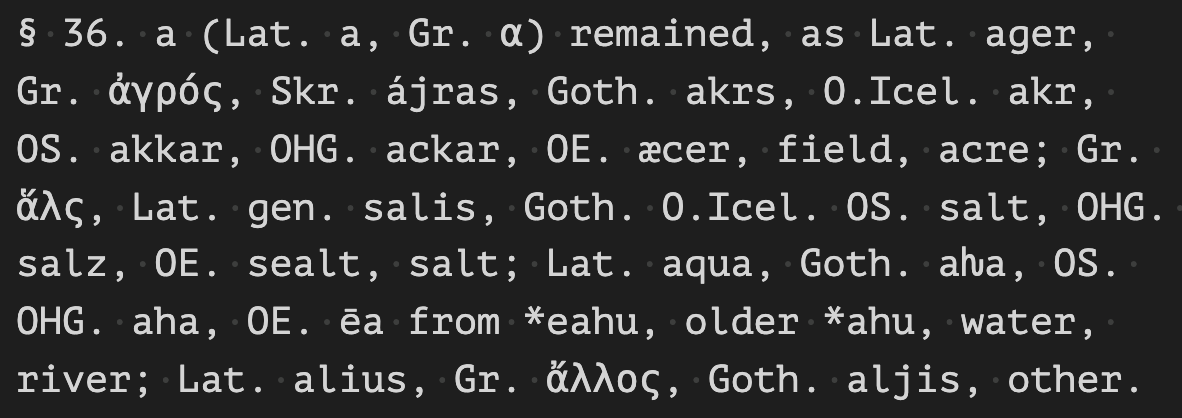 § 36. a (Lat. a, Gr. α) remained, as Lat. ager,
Gr. ἀγρός, Skr. ájras, Goth. akrs, O.Icel. akr,
OS. akkar, OHG. ackar, OE. æcer, field, acre; Gr.
ἅλς, Lat. gen. salis, Goth. O.Icel. OS. salt, OHG.
salz, OE. sealt, salt; Lat. aqua, Goth. aƕa, OS.
OHG. aha, OE. ēa from *eahu, older *ahu, water,
river; Lat. alius, Gr. ἄλλος, Goth. aljis, other.